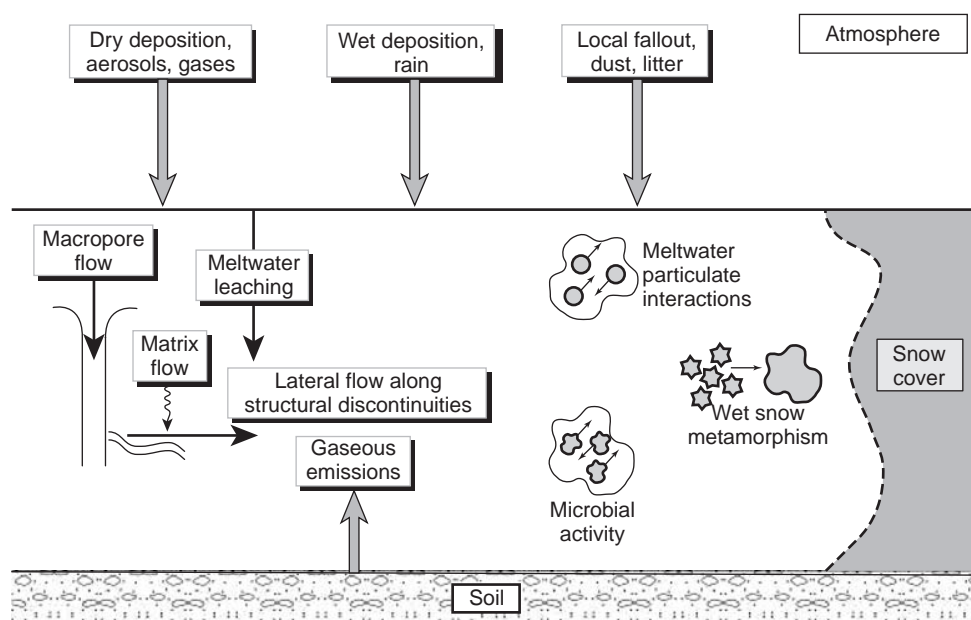 Dry deposition,
aerosols, gases
Wet deposition,
rain
Local fallout,
dust, litter
Atmosphere
Macropore
flow
Meltwater
leaching
Meltwater
particulate
interactions
Matrix
flow
Lateral flow along
structural discontinuities
Snow
cover
Wet snow
metamorphism
Gaseous
emissions
Microbial
activity
Soil